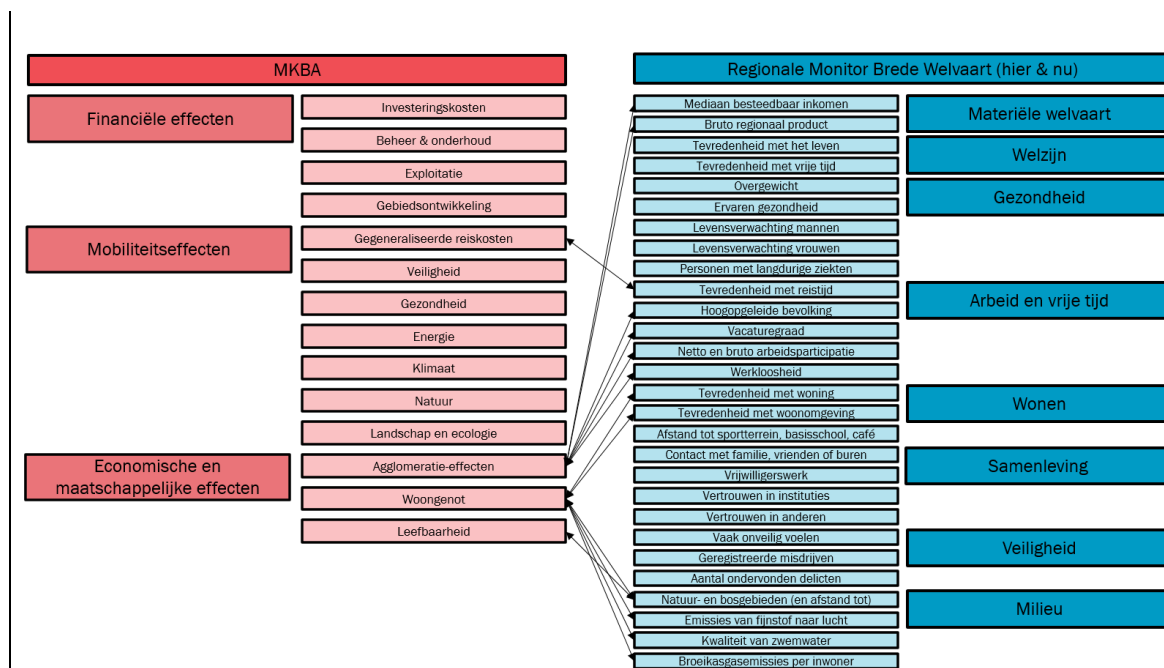 MKBA
Financiële effecten
Investeringskosten
Beheer & onderhoud
Exploitatie
Gebiedsontwikkeling
Mobiliteitseffecten
Gegeneraliseerde reiskosten
Veiligheid
Gezondheid
Energie
Klimaat
Natuur
Landschap en ecologie
Economische en
maatschappelijke effecten
Agglomeratie-effecten
Woongenot
Leefbaarheid
Regionale Monitor Brede Welvaart (hier & nu)
Mediaan besteedbaar inkomen
Bruto regionaal product
Tevredenheid met het leven
Tevredenheid met vrije tijd
Overgewicht
Ervaren gezondheid
Levensverwachting mannen
Levensverwachting vrouwen
Personen met langdurige ziekten
Tevredenheid met reistijd
Hoogopgeleide bevolking
Vacaturegraad
Netto en bruto arbeidsparticipatie
Werkloosheid
Tevredenheid met woning
Tevredenheid met woonomgeving
Afstand tot sportterrein, basisschool, café
Contact met familie, vrienden of buren
Vrijwilligerswerk
Vertrouwen in instituties
Vertrouwen in anderen
Vaak onveilig voelen
Geregistreerde misdrijven
Aantal ondervonden delicten
Natuur- en bosgebieden (en afstand tot)
Emissies van fijnstof naar lucht
Kwaliteit van zwemwater
Broeikasgasemissies per inwoner
Materiële welvaart
Welzijn
Gezondheid
Arbeid en vrije tijd
Wonen
Samenleving
Veiligheid
Milieu